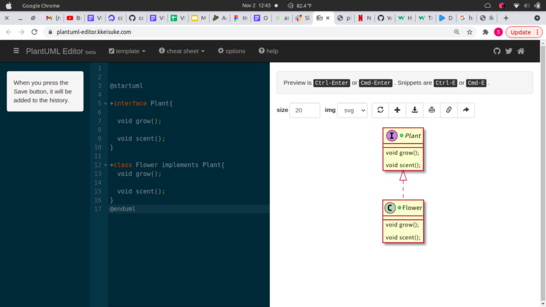 Google Chrome
Nov 2 12:43
82.4°F
plantuml-editor.kkeisuke.com
Update
PlantUML Editor beta
template
cheat sheet
options
help
When you press the
Save button, it will be
added to the history.
1
2
3 @startuml
4
5 +interface Plant{
6
7 void grow();
8
9 void scent();
10 }
11
12 +class Flower implements Plant{
13 void grow();
14
15 void scent();
16 }
17 @enduml
Preview is Ctrl-Enter or Cmd-Enter . Snippets are Ctrl-E or Cmd-E .
size 20 img svg
I Plant
void grow();
void scent();
C Flower
void grow();
void scent();